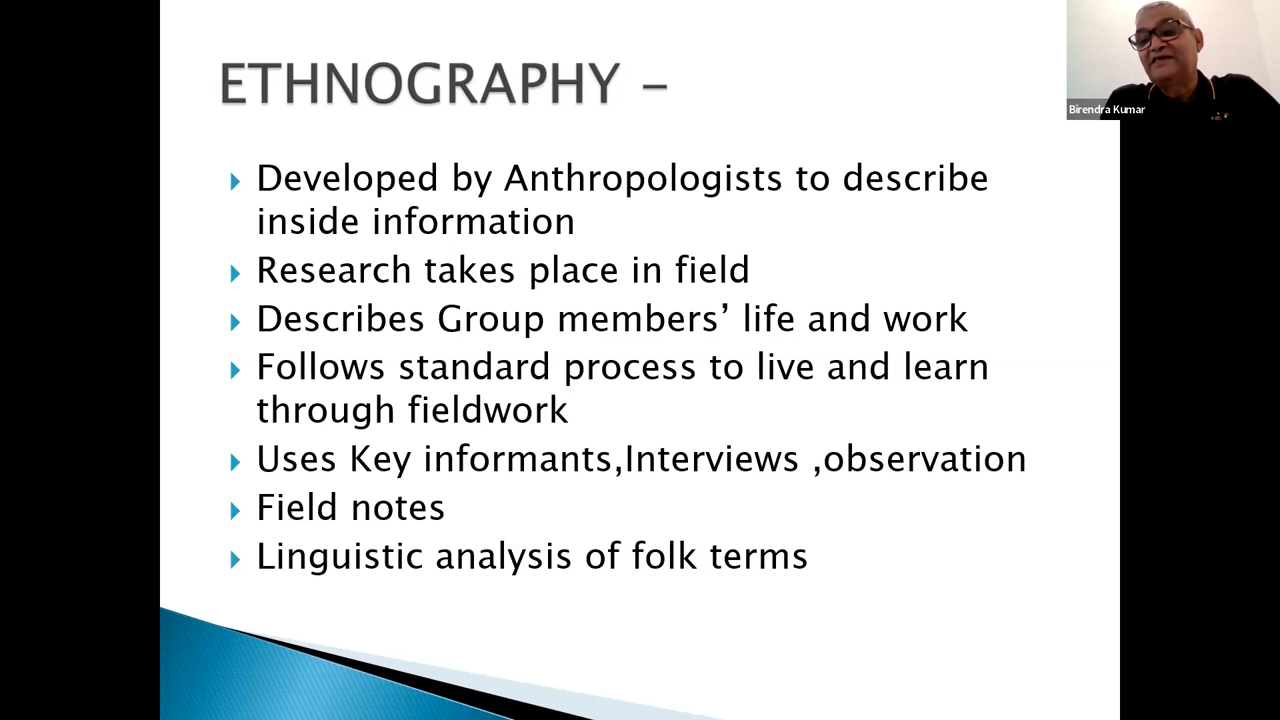 ETHNOGRAPHY –
Birendra Kumar
Developed by Anthropologists to describe
inside information
Research takes place in field
Describes Group members’ life and work
Follows standard process to live and learn
through fieldwork
Uses Key informants,Interviews ,observation
Field notes
Linguistic analysis of folk terms